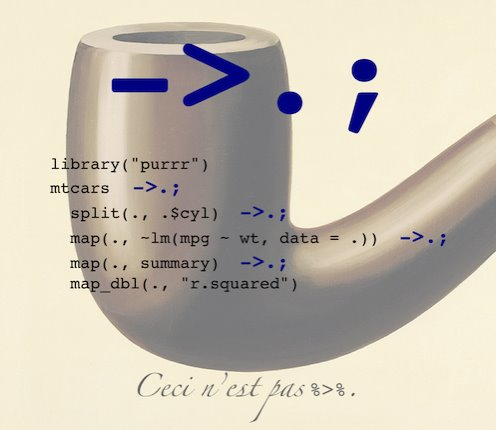 ->.;
library("purrr")
mtcars ->.;
split(., .$cyl) ->.;
map(., ~lm(mpg ~ wt, data = .)) ->.;
map(., summary) ->.;
map_dbl(., "r.squared")
Ceci n'est pas %>%.